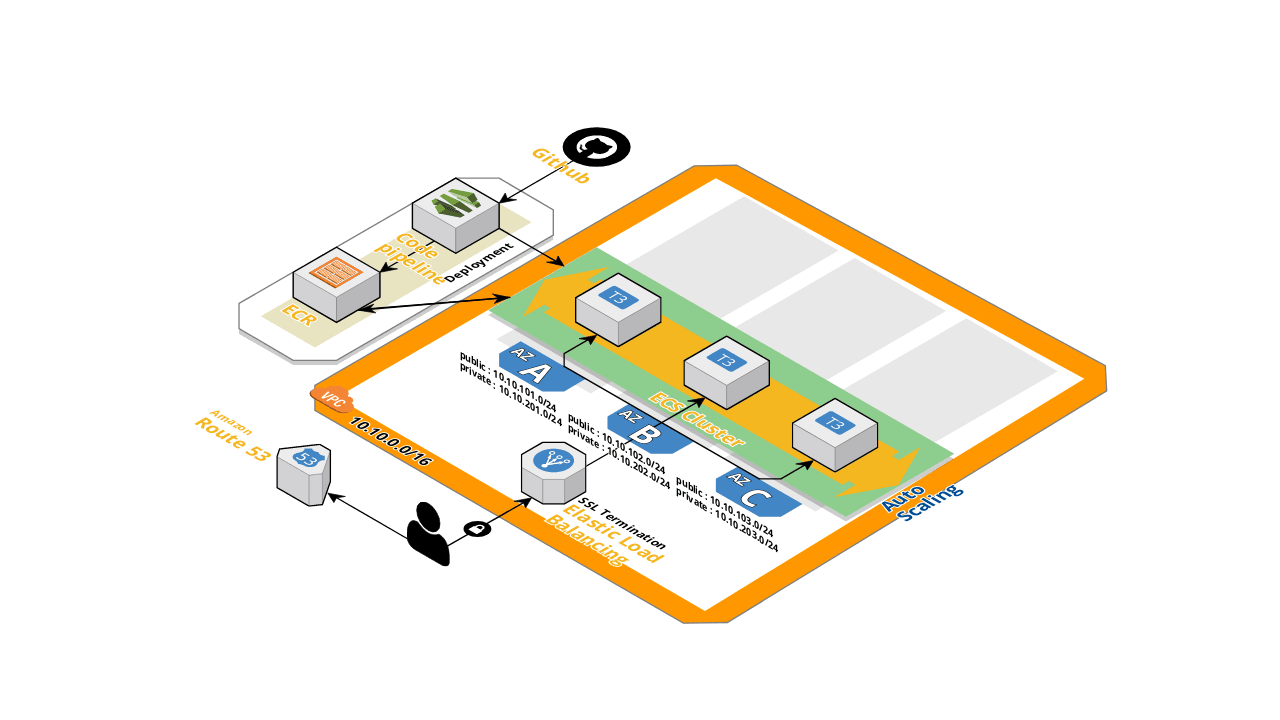 Github
Code
pipeline
Deployment
ECR
T3
T3
T3
AZ
A
public : 10.10.101.0/24
private : 10.10.201.0/24
AZ
B
public : 10.10.102.0/24
private : 10.10.202.0/24
AZ
C
public : 10.10.103.0/24
private : 10.10.203.0/24
ECS Cluster
Auto
Scaling
VPC
10.10.0.0/16
Amazon
Route 53
53
SSL Termination
Elastic Load
Balancing